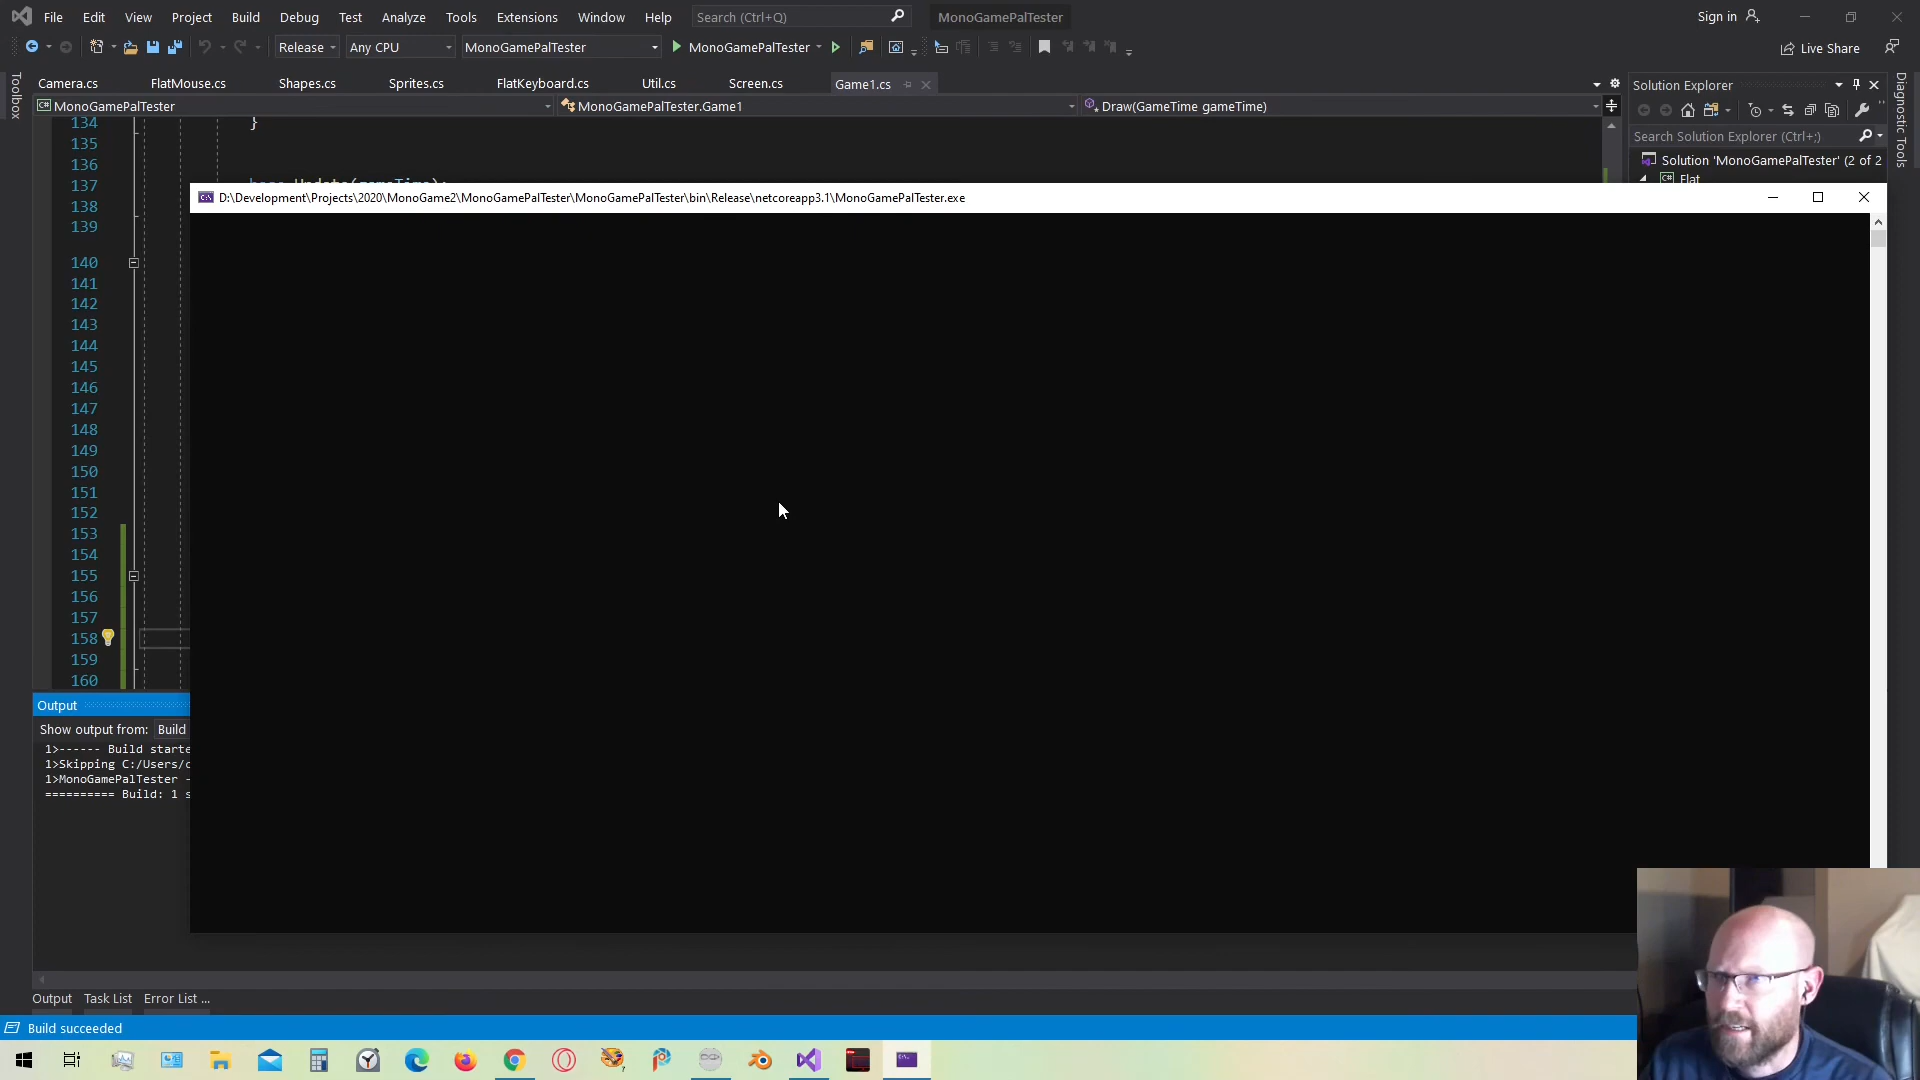 File Edit View Project Build Debug Test Analyze Tools Extensions Window Help Search (Ctrl+Q) MonoGamePalTester Sign in
Release Any CPU MonoGamePalTester MonoGamePalTester Live Share
Toolbox
Camera.cs FlatMouse.cs Shapes.cs Sprites.cs FlatKeyboard.cs Util.cs Screen.cs Game1.cs
MonoGamePalTester MonoGamePalTester.Game1 Draw(GameTime gameTime)
Solution Explorer
Diagnostic Tools
Search Solution Explorer (Ctrl+;)
Solution 'MonoGamePalTester' (2 of 2
Flat
134 }
135
136
137 base.Update(gameTime);
D:\Development\Projects\2020\MonoGame2\MonoGamePalTester\MonoGamePalTester\bin\Release\netcoreapp3.1\MonoGamePalTester.exe
138
139
140
141
142
143
144
145
146
147
148
149
150
151
152
153
154
155
156
157
158
159
160
Output
Show output from: Build
1>------ Build starte
1>Skipping C:/Users/c
1>MonoGamePalTester -
========== Build: 1 s
Output Task List Error List ...
Build succeeded